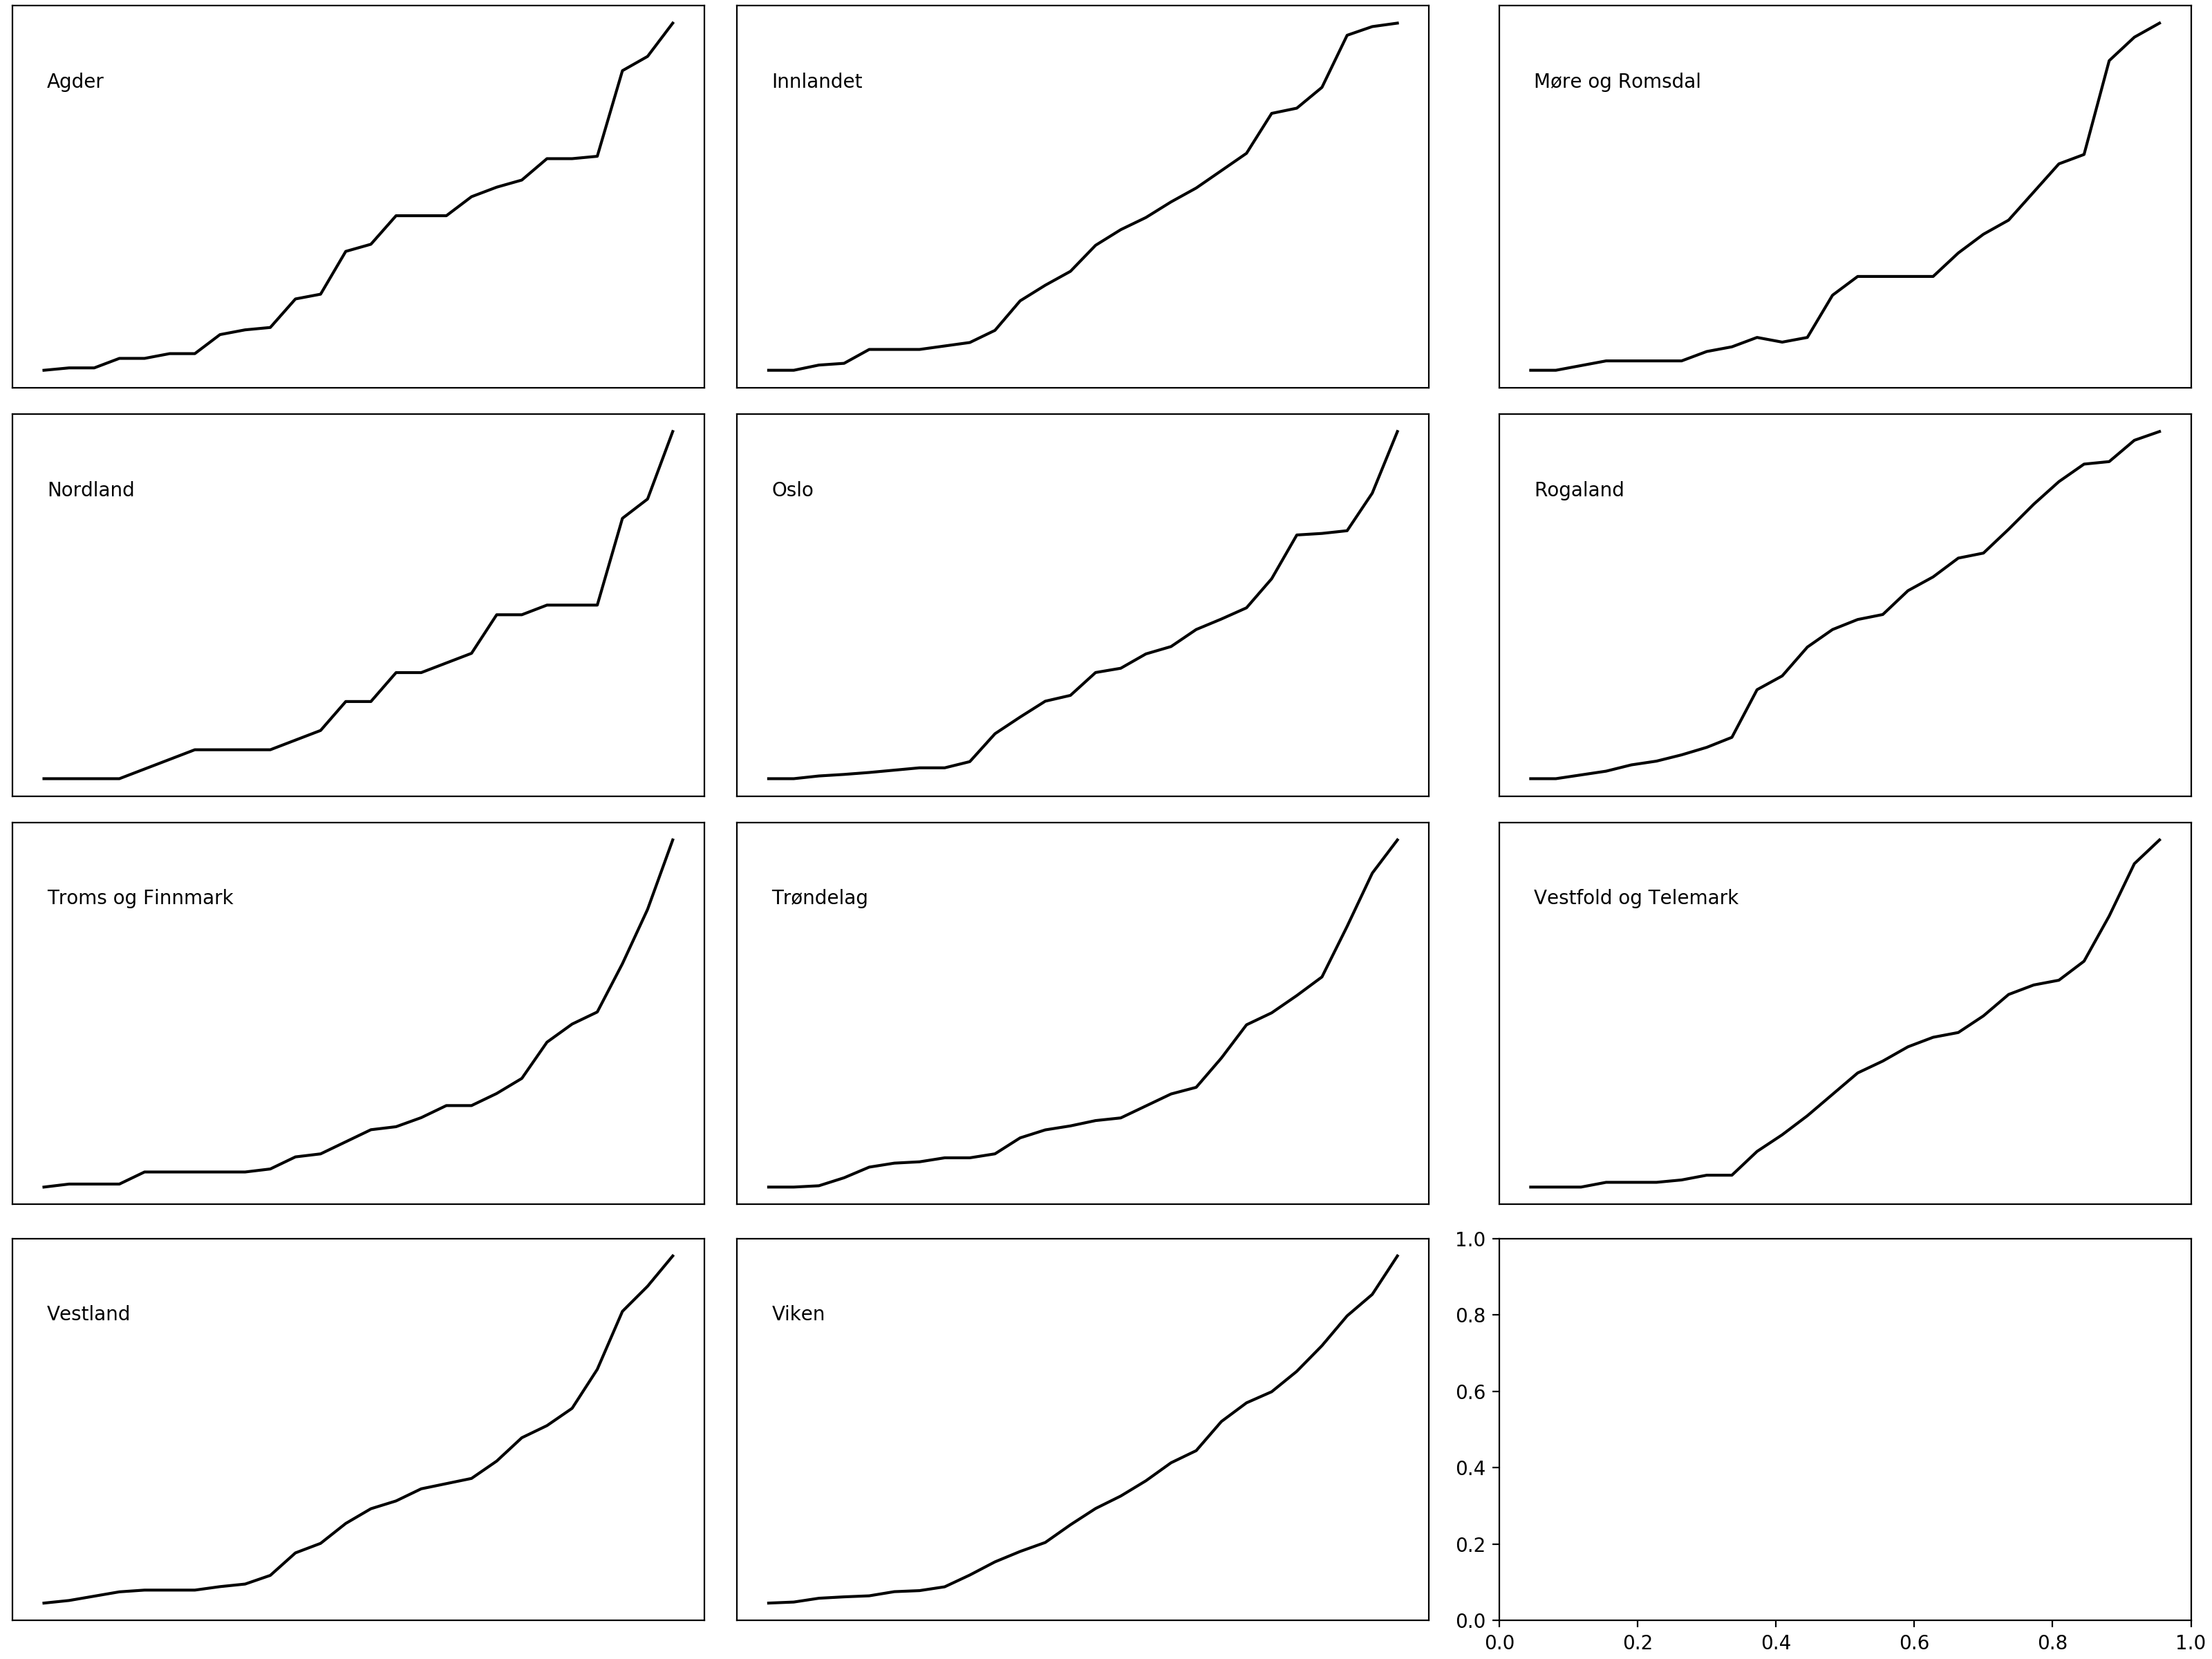 Agder
Innlandet
Møre og Romsdal
Nordland
Oslo
Rogaland
Troms og Finnmark
Trøndelag
Vestfold og Telemark
Vestland
Viken
1.0
0.8
0.6
0.4
0.2
0.0
0.0 0.2 0.4 0.6 0.8 1.0